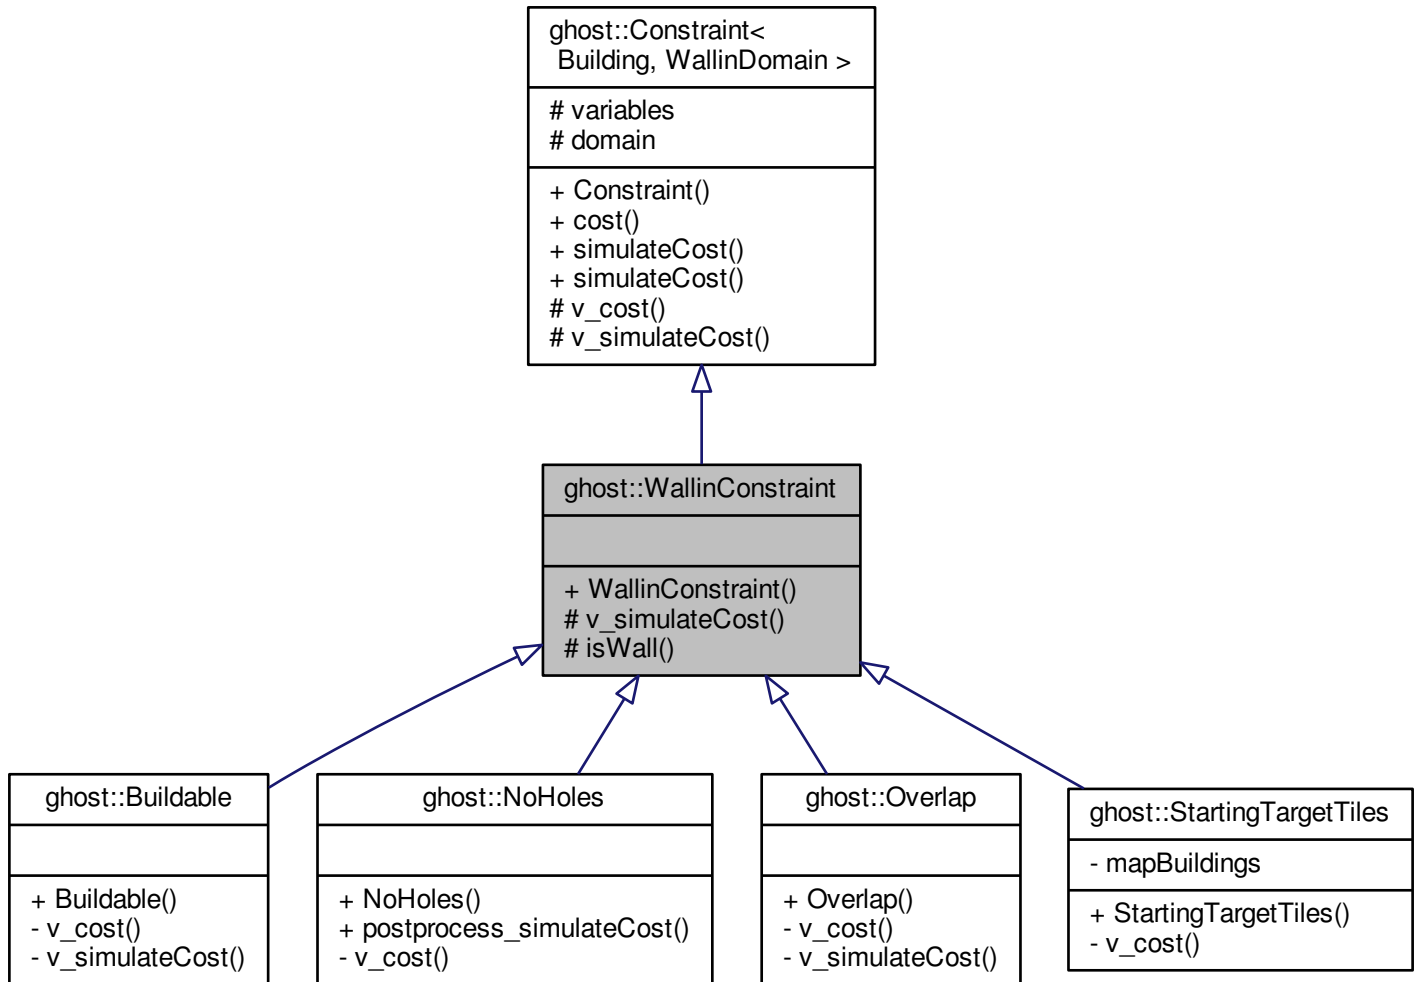 ghost::Constraint<
Building, WallinDomain >
# variables
# domain
+ Constraint()
+ cost()
+ simulateCost()
+ simulateCost()
# v_cost()
# v_simulateCost()
ghost::WallinConstraint
+ WallinConstraint()
# v_simulateCost()
# isWall()
ghost::Buildable
+ Buildable()
- v_cost()
- v_simulateCost()
ghost::NoHoles
+ NoHoles()
+ postprocess_simulateCost()
- v_cost()
ghost::Overlap
+ Overlap()
- v_cost()
- v_simulateCost()
ghost::StartingTargetTiles
- mapBuildings
+ StartingTargetTiles()
- v_cost()